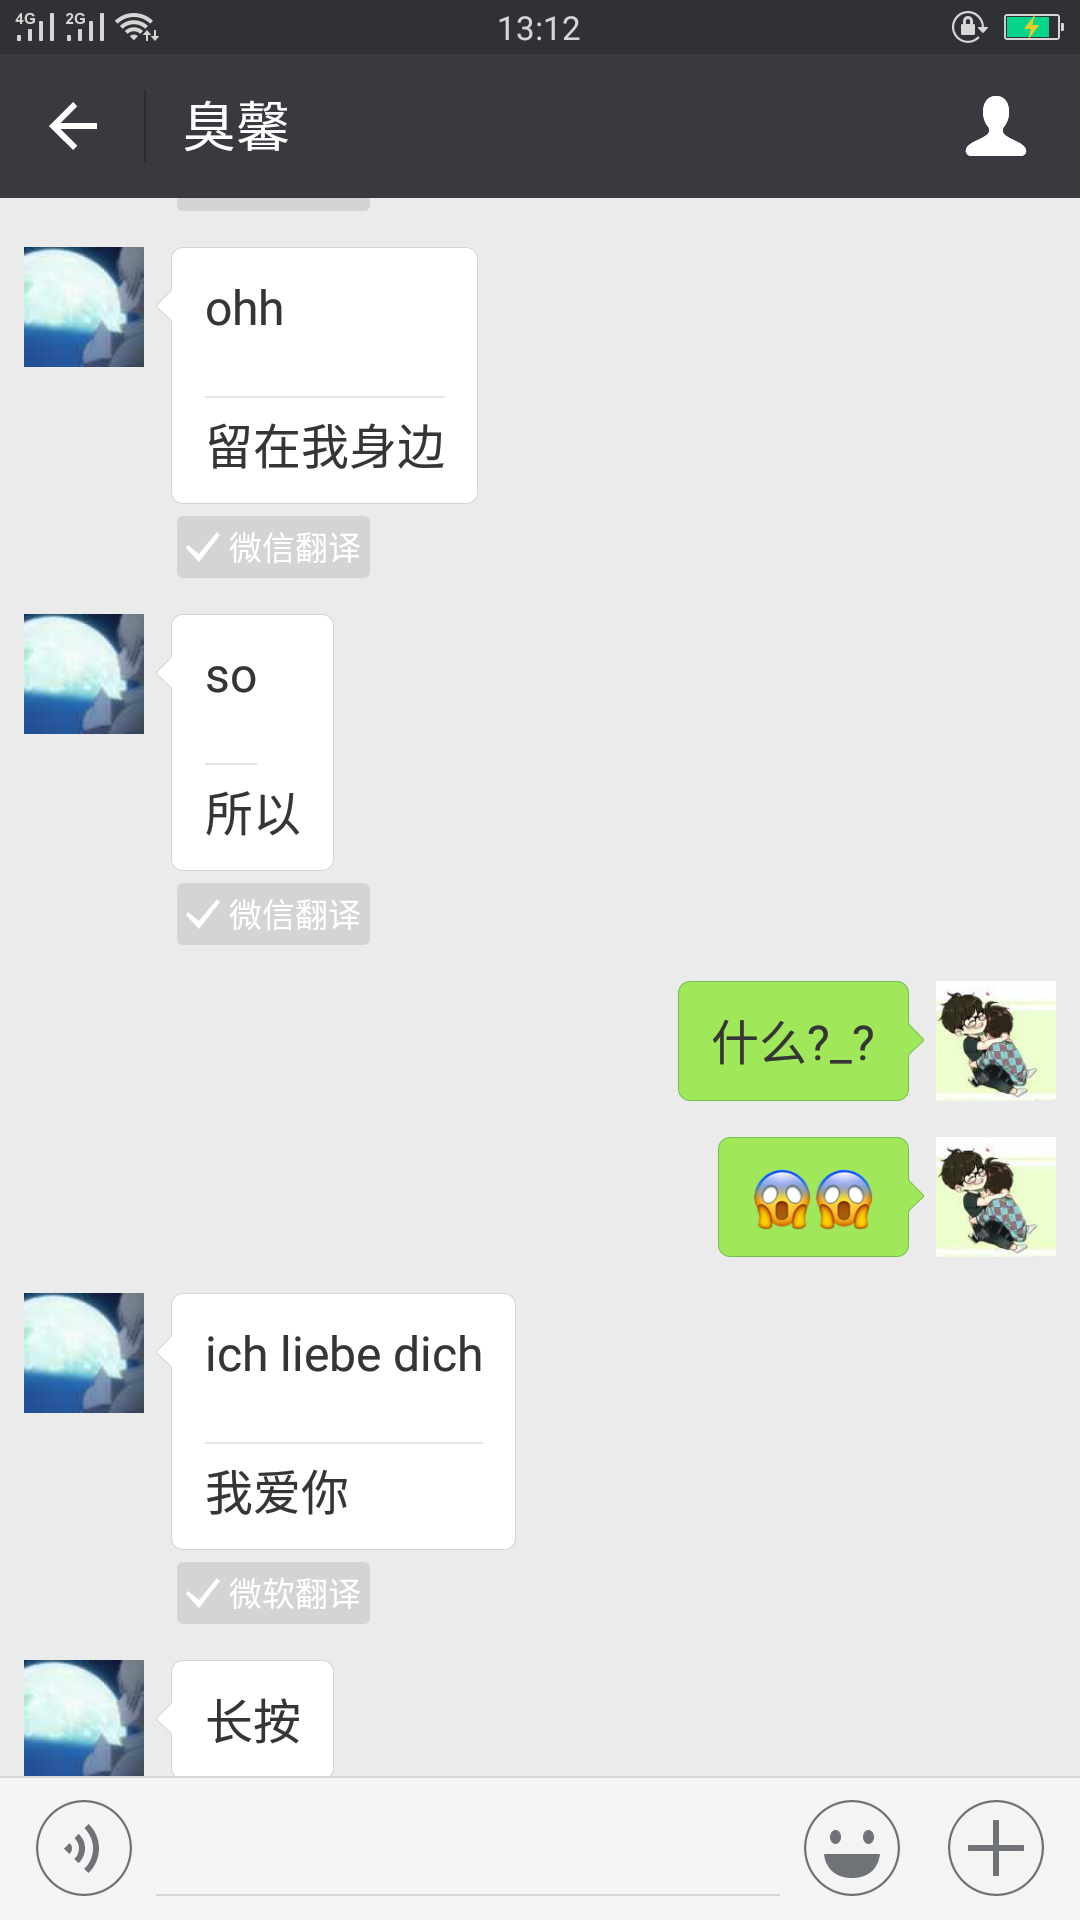 4G 2G 13:12
臭馨
ohh
留在我身边
微信翻译
so
所以
微信翻译
什么?_?
😱😱
ich liebe dich
我爱你
微软翻译
长按